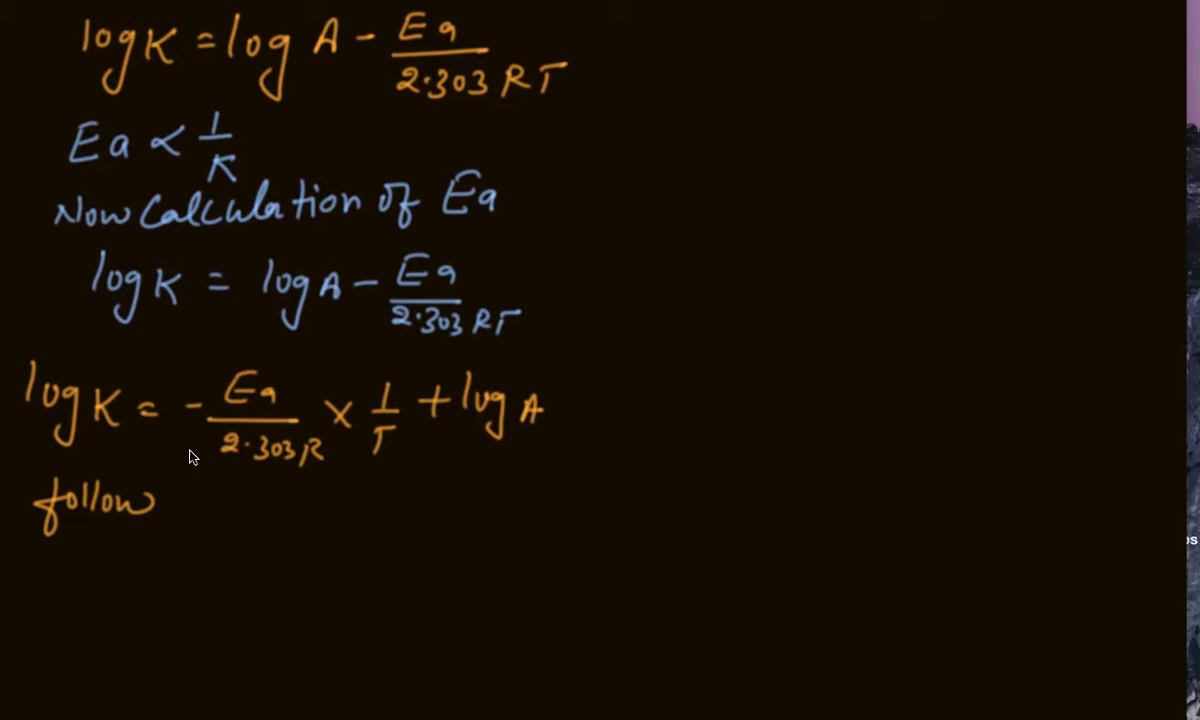 log K = log A - Ea / 2.303 RT
Ea ∝ 1/K
Now Calculation of Ea
log K = log A - Ea / 2.303 RT
log K = - Ea / 2.303 R × 1/T + log A
follow
os